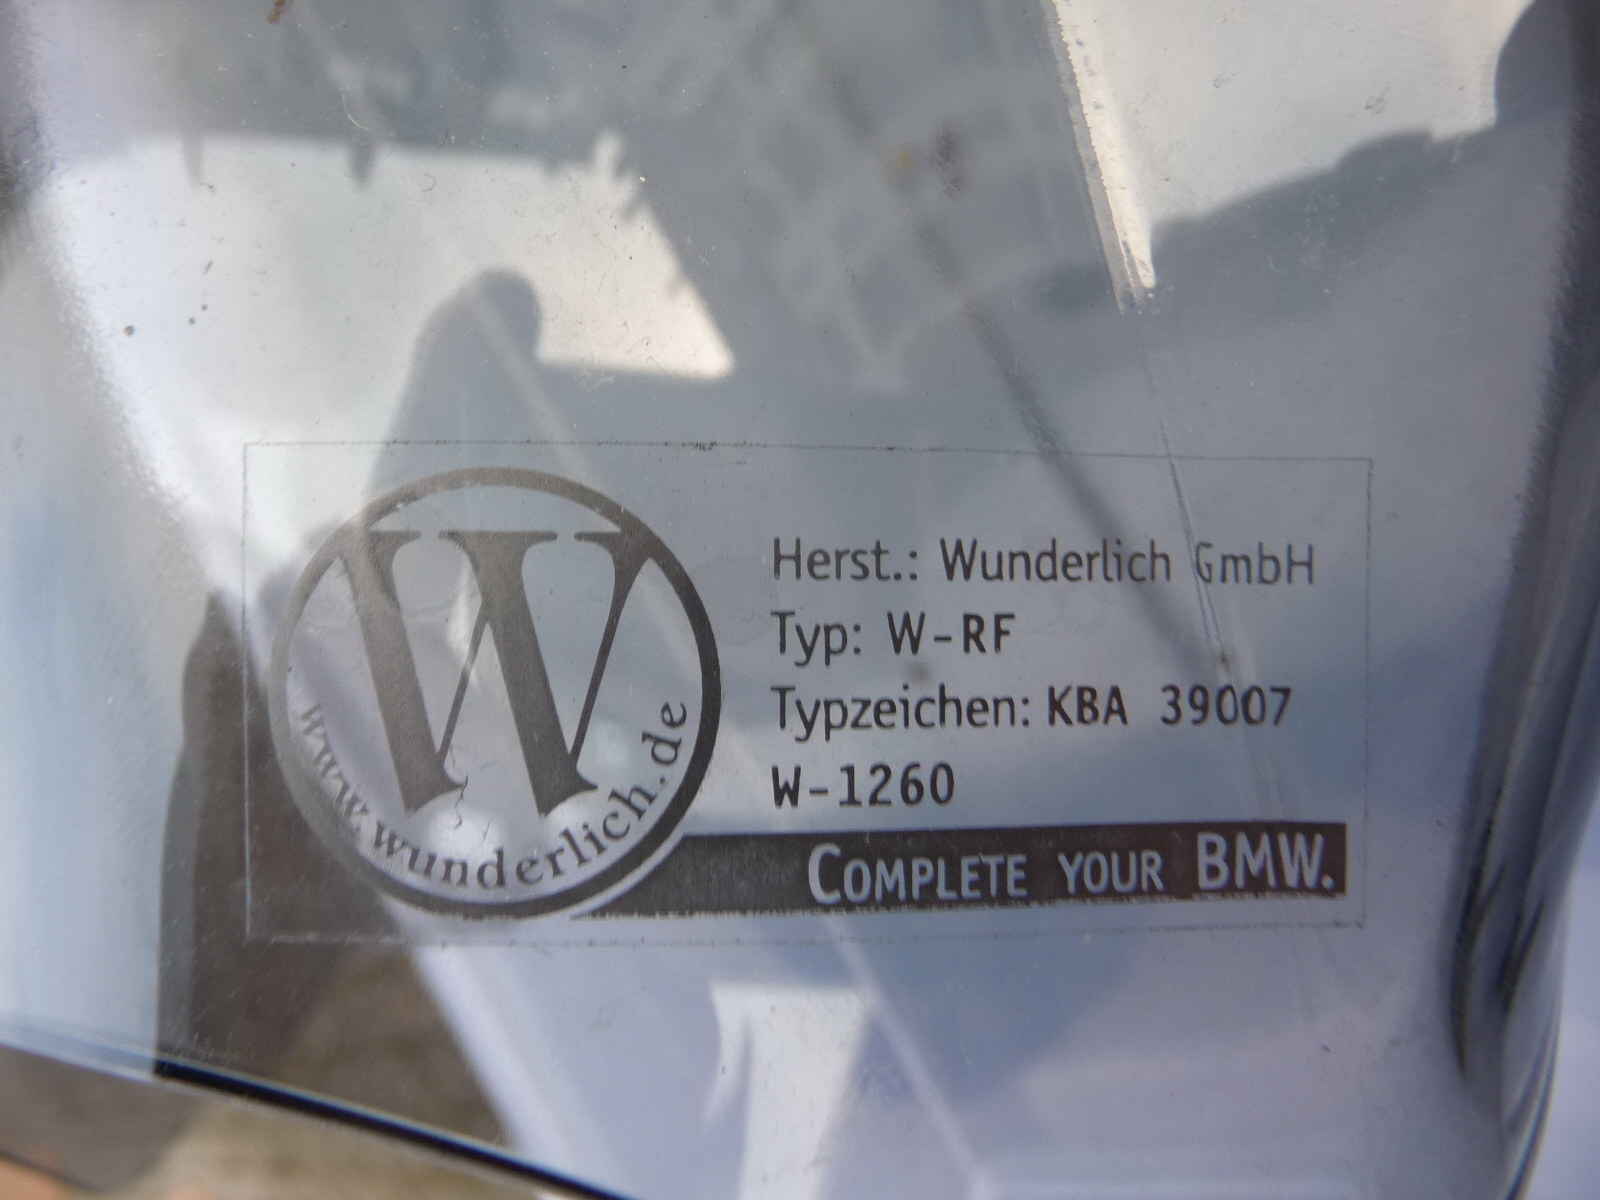 W
www.wunderlich.de
Herst.: Wunderlich GmbH
Typ: W-RF
Typzeichen: KBA 39007
W-1260
COMPLETE YOUR BMW.